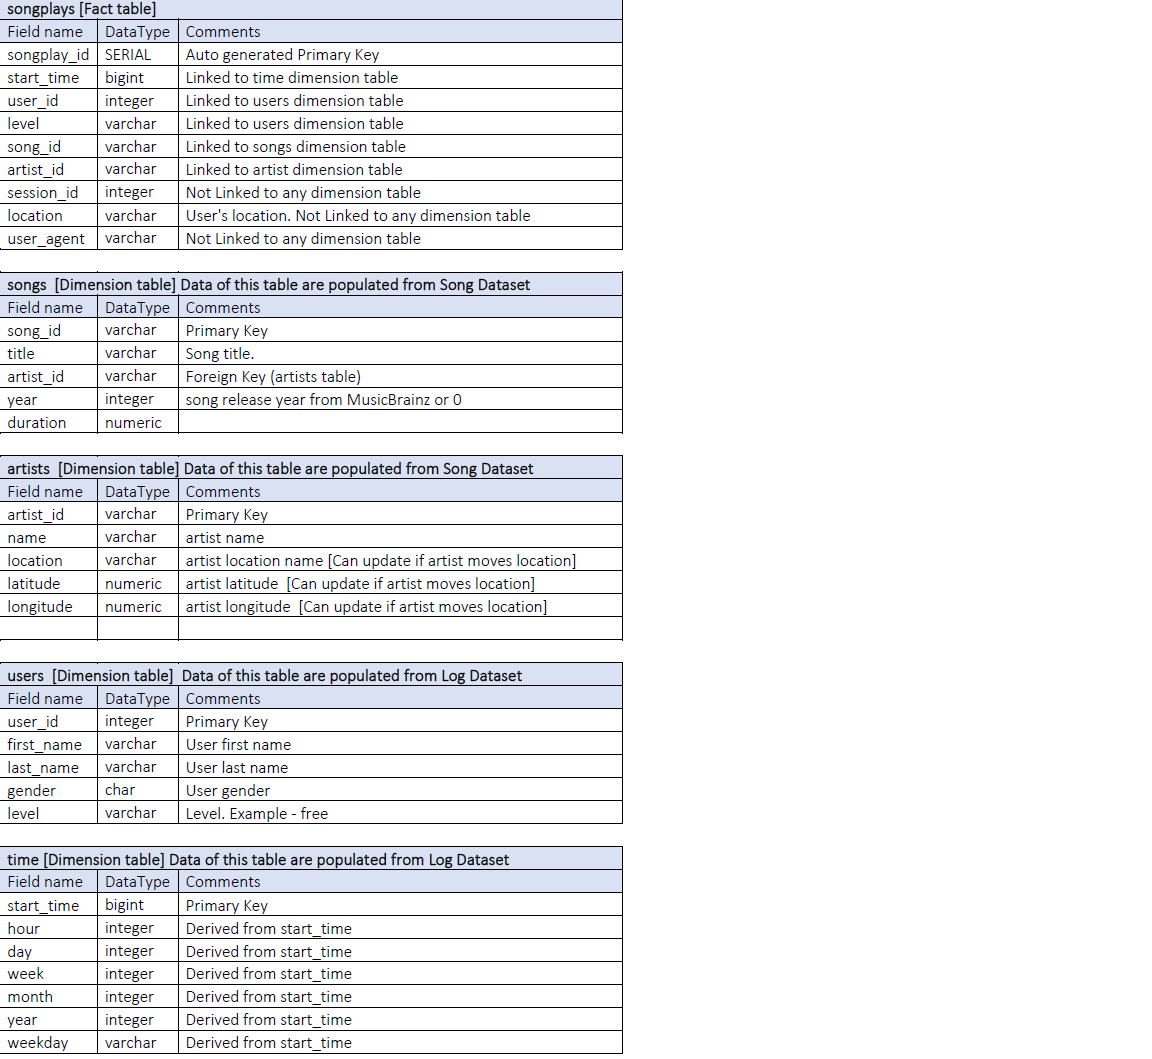 songplays [Fact table]
Field name DataType Comments
songplay_id SERIAL Auto generated Primary Key
start_time bigint Linked to time dimension table
user_id integer Linked to users dimension table
level varchar Linked to users dimension table
song_id varchar Linked to songs dimension table
artist_id varchar Linked to artist dimension table
session_id integer Not Linked to any dimension table
location varchar User's location. Not Linked to any dimension table
user_agent varchar Not Linked to any dimension table
songs [Dimension table] Data of this table are populated from Song Dataset
Field name DataType Comments
song_id varchar Primary Key
title varchar Song title.
artist_id varchar Foreign Key (artists table)
year integer song release year from MusicBrainz or 0
duration numeric
artists [Dimension table] Data of this table are populated from Song Dataset
Field name DataType Comments
artist_id varchar Primary Key
name varchar artist name
location varchar artist location name [Can update if artist moves location]
latitude numeric artist latitude [Can update if artist moves location]
longitude numeric artist longitude [Can update if artist moves location]
users [Dimension table] Data of this table are populated from Log Dataset
Field name DataType Comments
user_id integer Primary Key
first_name varchar User first name
last_name varchar User last name
gender char User gender
level varchar Level. Example - free
time [Dimension table] Data of this table are populated from Log Dataset
Field name DataType Comments
start_time bigint Primary Key
hour integer Derived from start_time
day integer Derived from start_time
week integer Derived from start_time
month integer Derived from start_time
year integer Derived from start_time
weekday varchar Derived from start_time